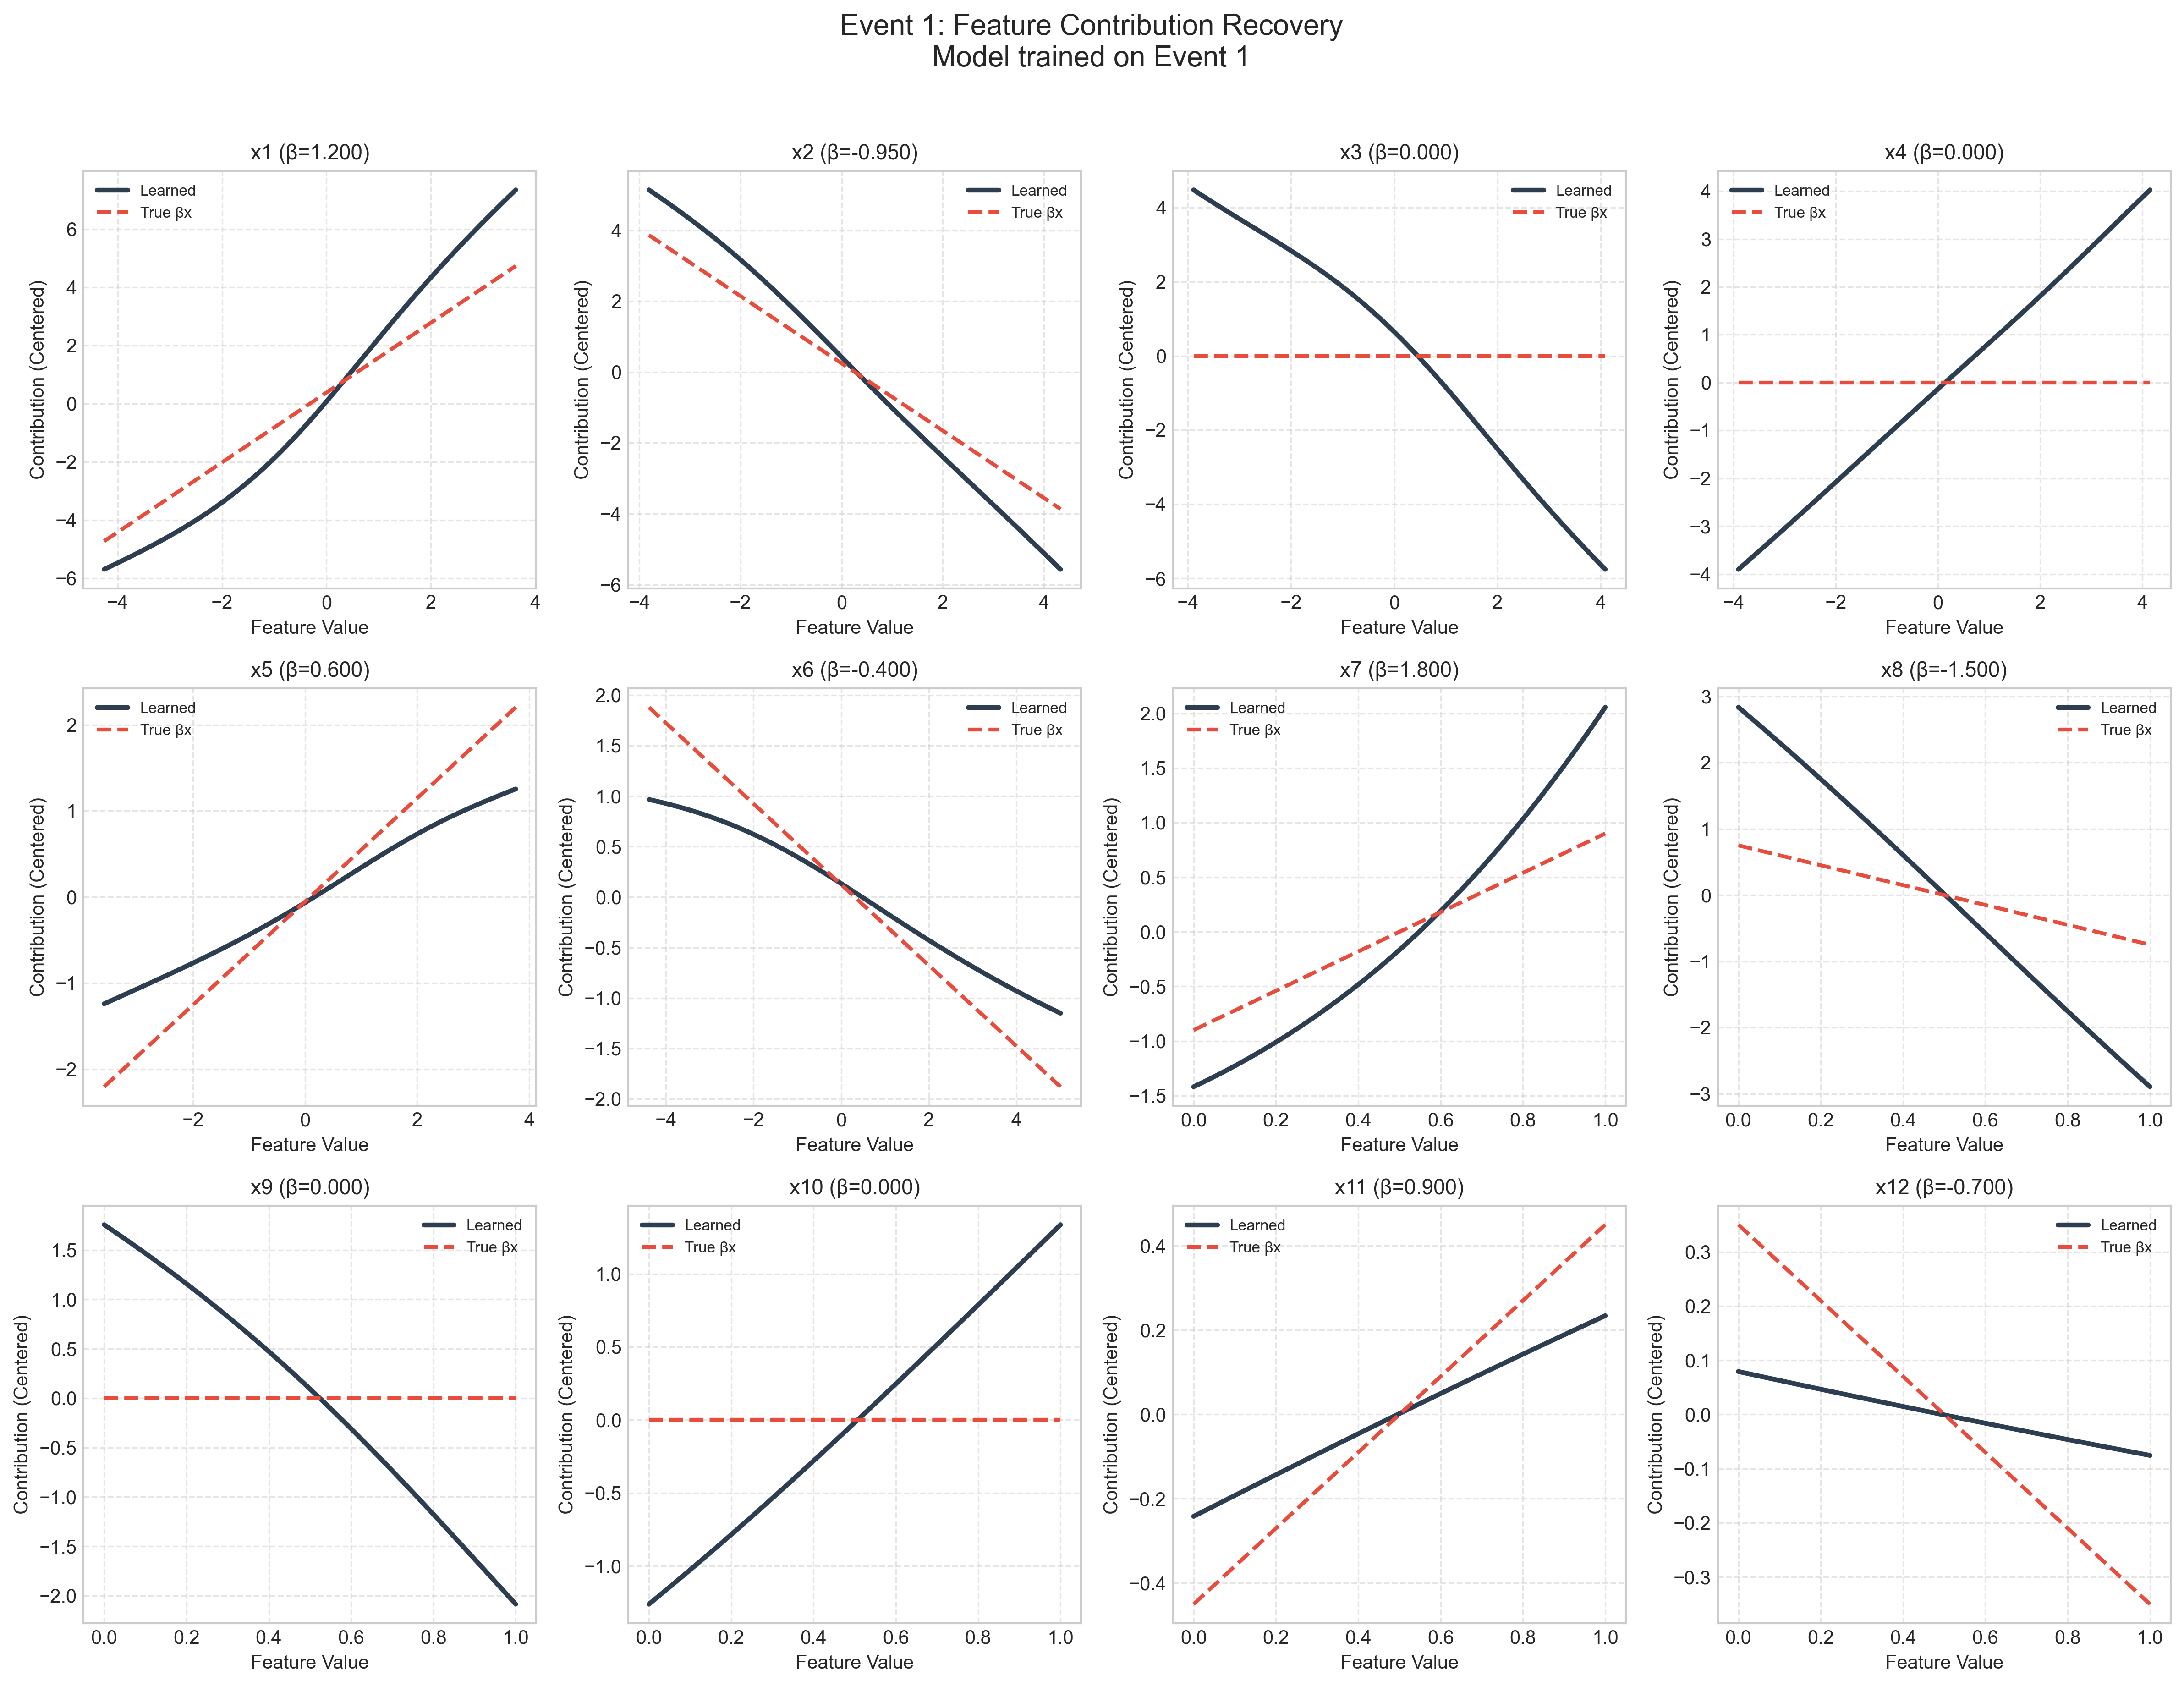 Event 1: Feature Contribution Recovery
Model trained on Event 1
x1 (β=1.200)
Learned
True βx
Contribution (Centered)
6
4
2
0
−2
−4
−6
−4
−2
0
2
4
Feature Value
x2 (β=-0.950)
Learned
True βx
Contribution (Centered)
4
2
0
−2
−4
−6
−4
−2
0
2
4
Feature Value
x3 (β=0.000)
Learned
True βx
Contribution (Centered)
4
2
0
−2
−4
−6
−4
−2
0
2
4
Feature Value
x4 (β=0.000)
Learned
True βx
Contribution (Centered)
4
3
2
1
0
−1
−2
−3
−4
−4
−2
0
2
4
Feature Value
x5 (β=0.600)
Learned
True βx
Contribution (Centered)
2
1
0
−1
−2
−2
0
2
4
Feature Value
x6 (β=-0.400)
Learned
True βx
Contribution (Centered)
2.0
1.5
1.0
0.5
0.0
−0.5
−1.0
−1.5
−2.0
−4
−2
0
2
4
Feature Value
x7 (β=1.800)
Learned
True βx
Contribution (Centered)
2.0
1.5
1.0
0.5
0.0
−0.5
−1.0
−1.5
0.0
0.2
0.4
0.6
0.8
1.0
Feature Value
x8 (β=-1.500)
Learned
True βx
Contribution (Centered)
3
2
1
0
−1
−2
−3
0.0
0.2
0.4
0.6
0.8
1.0
Feature Value
x9 (β=0.000)
Learned
True βx
Contribution (Centered)
1.5
1.0
0.5
0.0
−0.5
−1.0
−1.5
−2.0
0.0
0.2
0.4
0.6
0.8
1.0
Feature Value
x10 (β=0.000)
Learned
True βx
Contribution (Centered)
1.0
0.5
0.0
−0.5
−1.0
0.0
0.2
0.4
0.6
0.8
1.0
Feature Value
x11 (β=0.900)
Learned
True βx
Contribution (Centered)
0.4
0.2
0.0
−0.2
−0.4
0.0
0.2
0.4
0.6
0.8
1.0
Feature Value
x12 (β=-0.700)
Learned
True βx
Contribution (Centered)
0.3
0.2
0.1
0.0
−0.1
−0.2
−0.3
0.0
0.2
0.4
0.6
0.8
1.0
Feature Value